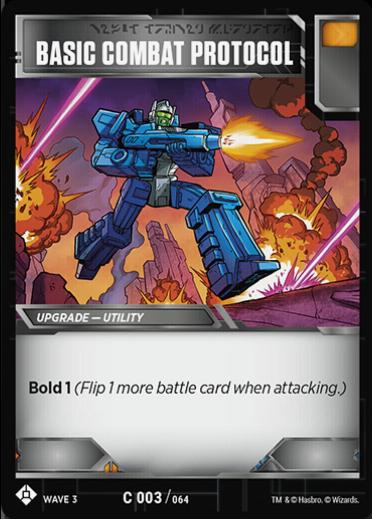 BASIC COMBAT PROTOCOL
UPGRADE — UTILITY
Bold 1 (Flip 1 more battle card when attacking.)
WAVE 3 C 003/064 TM & © Hasbro. © Wizards.